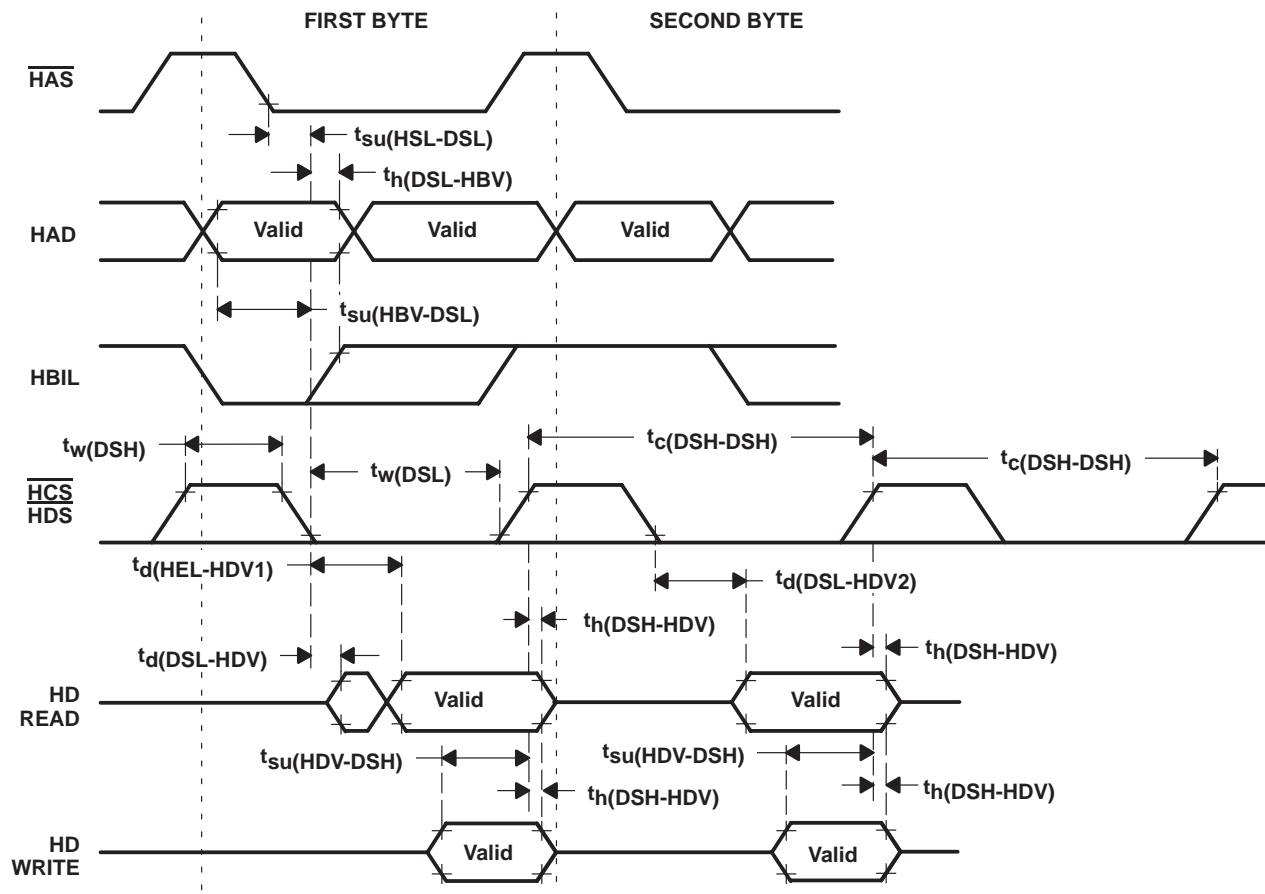 FIRST BYTE
SECOND BYTE
HAS
tsu(HSL-DSL)
th(DSL-HBV)
HAD
Valid
Valid
Valid
tsu(HBV-DSL)
HBIL
tw(DSH)
tc(DSH-DSH)
tc(DSH-DSH)
tw(DSL)
HCS
HDS
td(HEL-HDV1)
td(DSL-HDV2)
th(DSH-HDV)
td(DSL-HDV)
th(DSH-HDV)
HD
READ
Valid
Valid
tsu(HDV-DSH)
tsu(HDV-DSH)
th(DSH-HDV)
th(DSH-HDV)
HD
WRITE
Valid
Valid